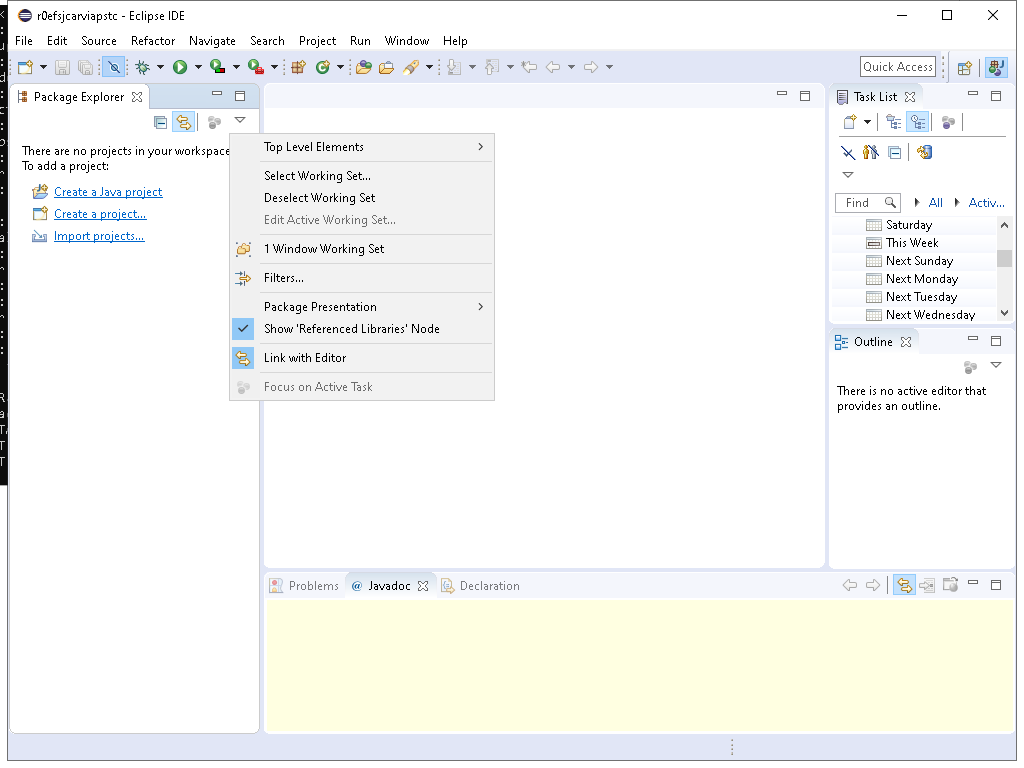 r0efsjcarviapstc - Eclipse IDE
File Edit Source Refactor Navigate Search Project Run Window Help
Quick Access
Package Explorer
Task List
There are no projects in your workspace
To add a project:
Create a Java project
Create a project...
Import projects...
Top Level Elements
Select Working Set...
Deselect Working Set
Edit Active Working Set...
1 Window Working Set
Filters...
Package Presentation
Show 'Referenced Libraries' Node
Link with Editor
Focus on Active Task
Find All Activ...
Saturday
This Week
Next Sunday
Next Monday
Next Tuesday
Next Wednesday
Outline
There is no active editor that
provides an outline.
Problems @ Javadoc Declaration